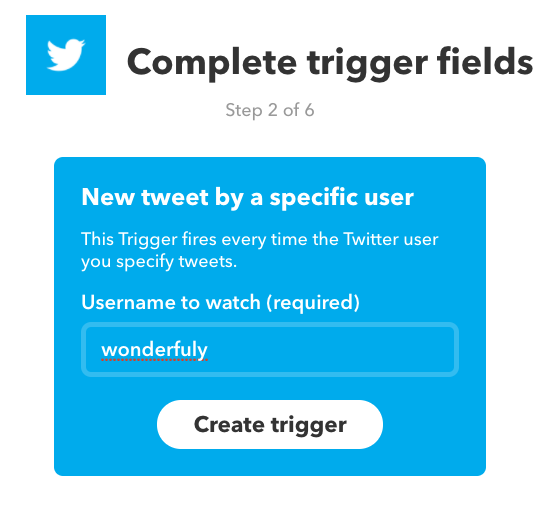 Complete trigger fields
Step 2 of 6
New tweet by a specific user
This Trigger fires every time the Twitter user
you specify tweets.
Username to watch (required)
wonderfuly
Create trigger